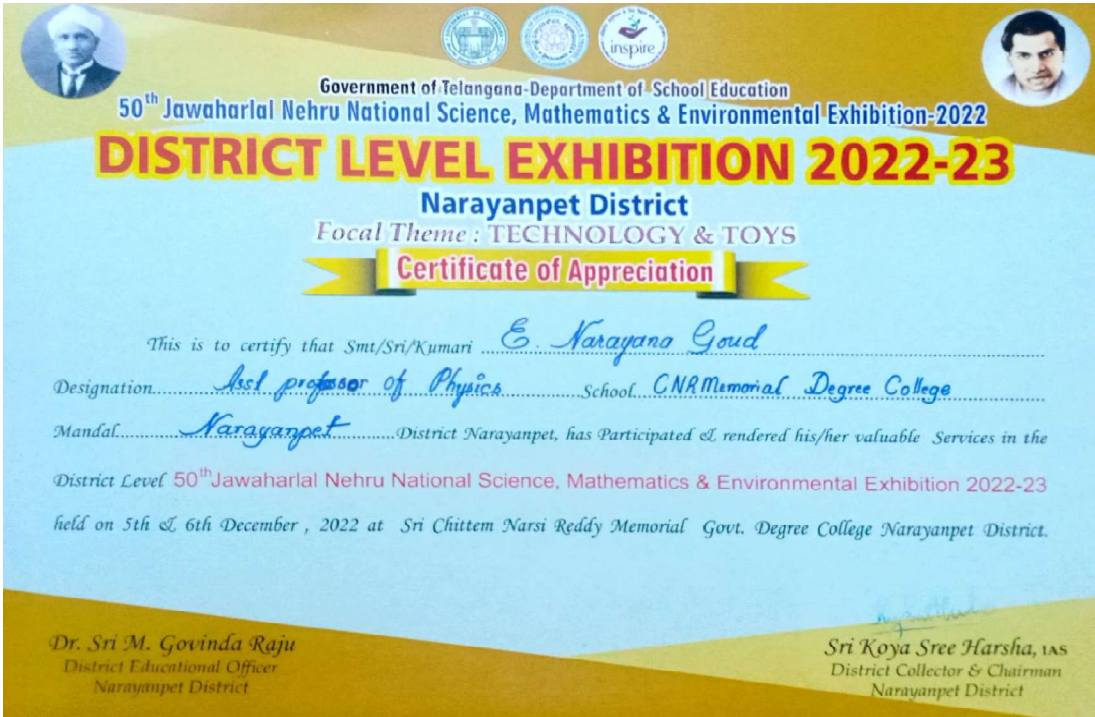 inspire
Government of Telangana-Department of School Education
50th Jawaharlal Nehru National Science, Mathematics & Environmental Exhibition-2022
DISTRICT LEVEL EXHIBITION 2022-23
Narayanpet District
Focal Theme : TECHNOLOGY & TOYS
Certificate of Appreciation
This is to certify that Smt/Sri/Kumari E. Narayana Goud
Designation Asst professor of Physics School CNR Memorial Degree College
Mandal Narayanpet District Narayanpet, has Participated & rendered his/her valuable Services in the
District Level 50th Jawaharlal Nehru National Science, Mathematics & Environmental Exhibition 2022-23
held on 5th & 6th December , 2022 at Sri Chittem Narsi Reddy Memorial Govt. Degree College Narayanpet District.
Dr. Sri M. Govinda Raju
District Educational Officer
Narayanpet District
Sri Koya Sree Harsha, IAS
District Collector & Chairman
Narayanpet District